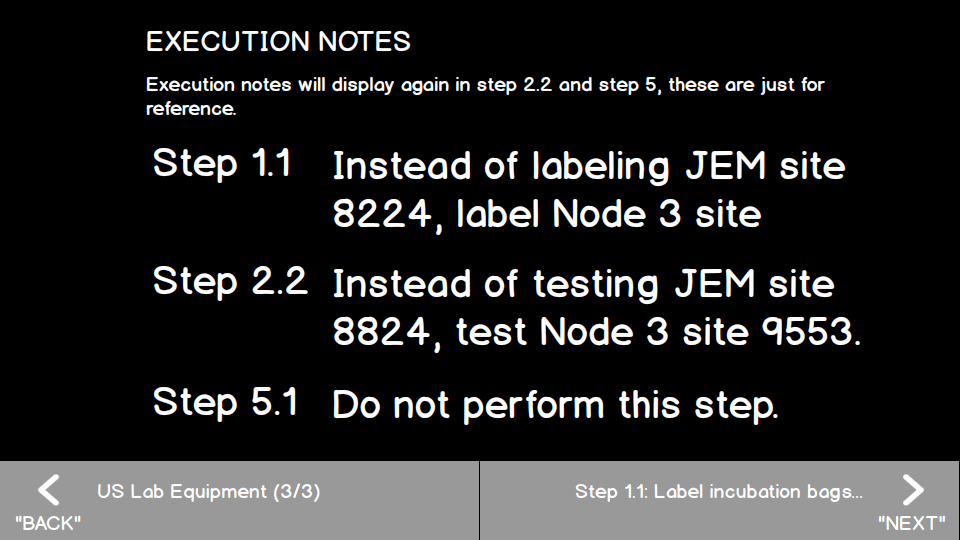 EXECUTION NOTES
Execution notes will display again in step 2.2 and step 5, these are just for
reference.
Step 1.1 Instead of labeling JEM site
8224, label Node 3 site
Step 2.2 Instead of testing JEM site
8824, test Node 3 site 9553.
Step 5.1 Do not perform this step.
US Lab Equipment (3/3)
"BACK"
Step 1.1: Label incubation bags...
"NEXT"